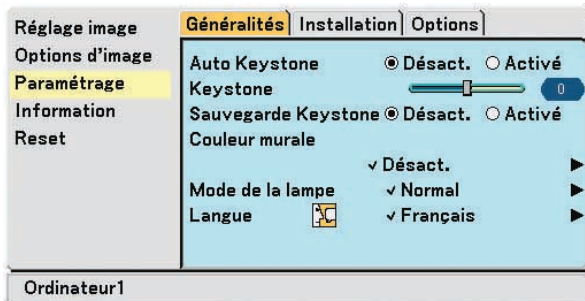 Réglage image
Options d'image
Paramétrage
Information
Reset
Généralités Installation Options
Auto Keystone Désact. Activé
Keystone 0
Sauvegarde Keystone Désact. Activé
Couleur murale
Désact.
Mode de la lampe Normal
Langue Français
Ordinateur1